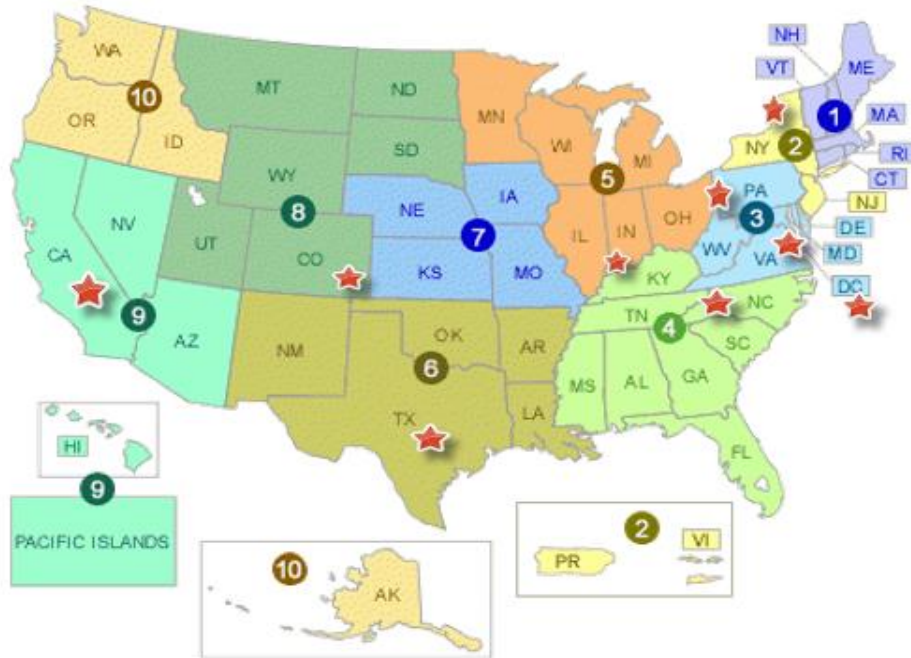 NH
WA
VT
ME
MT
ND
10
MN
1
MA
OR
ID
NY
2
WI
MI
RI
SD
5
CT
WY
PA
NJ
8
NE
IA
3
NV
7
IL
IN
OH
DE
UT
WV
MD
CA
CO
VA
KS
MO
KY
DC
9
NC
TN
4
AZ
OK
NM
AR
SC
6
MS
AL
GA
TX
LA
HI
FL
9
2
PACIFIC ISLANDS
VI
10
PR
AK